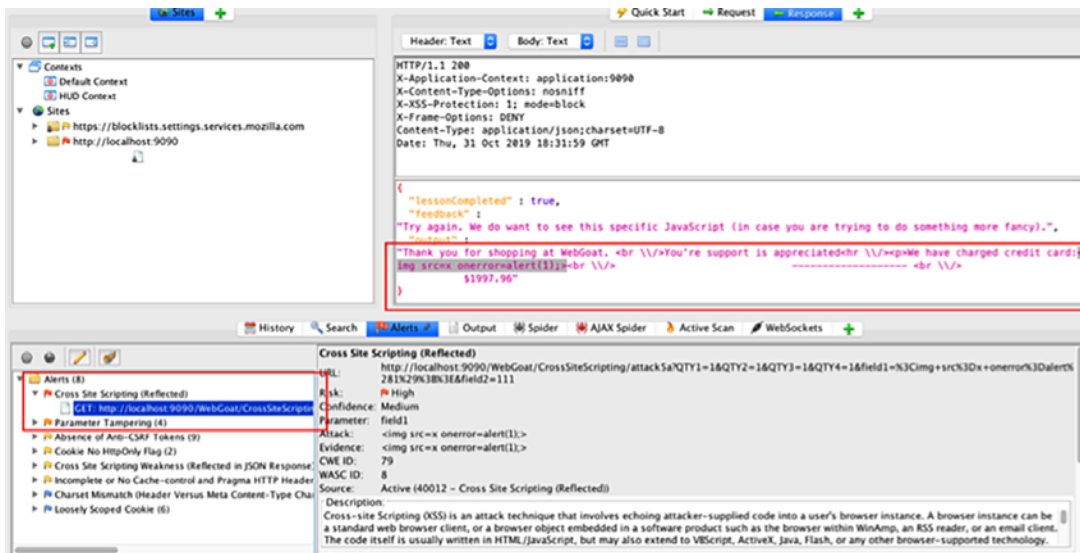 Sites
Quick Start Request Response
Header: Text Body: Text
Contexts
Default Context
HUD Context
Sites
https://blocklists.settings.services.mozilla.com
http://localhost:9090
HTTP/1.1 200
X-Application-Context: application:9090
X-Content-Type-Options: nosniff
X-XSS-Protection: 1; mode=block
X-Frame-Options: DENY
Content-Type: application/json;charset=UTF-8
Date: Thu, 31 Oct 2019 18:31:59 GMT
{
"lessonCompleted" : true,
"feedback" :
"Try again. We do want to see this specific JavaScript (in case you are trying to do something more fancy).",
"output" :
"Thank you for shopping at WebGoat. <br \\/>You're support is appreciated<hr \\/><p>We have charged credit card:<
img src=x onerror=alert(1);><br \\/> ------------------- <br \\/>
$1997.96"
}
History Search Alerts Output Spider AJAX Spider Active Scan WebSockets
Alerts (8)
Cross Site Scripting (Reflected)
GET: http://localhost:9090/WebGoat/CrossSiteScriptin
Parameter Tampering (4)
Absence of Anti-CSRF Tokens (9)
Cookie No HttpOnly Flag (2)
Cross Site Scripting Weakness (Reflected in JSON Response)
Incomplete or No Cache-control and Pragma HTTP Header
Charset Mismatch (Header Versus Meta Content-Type Cha
Loosely Scoped Cookie (6)
Cross Site Scripting (Reflected)
URL: http://localhost:9090/WebGoat/CrossSiteScripting/attack5a?QTY1=1&QTY2=1&QTY3=1&QTY4=1&field1=%3Cimg+src%3Dx+onerror%3Dalert%
281%29%3B%3E&field2=111
Risk: High
Confidence: Medium
Parameter: field1
Attack: <img src=x onerror=alert(1);>
Evidence: <img src=x onerror=alert(1);>
CWE ID: 79
WASC ID: 8
Source: Active (40012 - Cross Site Scripting (Reflected))
Description:
Cross-site Scripting (XSS) is an attack technique that involves echoing attacker-supplied code into a user's browser instance. A browser instance can be
a standard web browser client, or a browser object embedded in a software product such as the browser within WinAmp, an RSS reader, or an email client.
The code itself is usually written in HTML/JavaScript, but may also extend to VBScript, ActiveX, Java, Flash, or any other browser-supported technology.